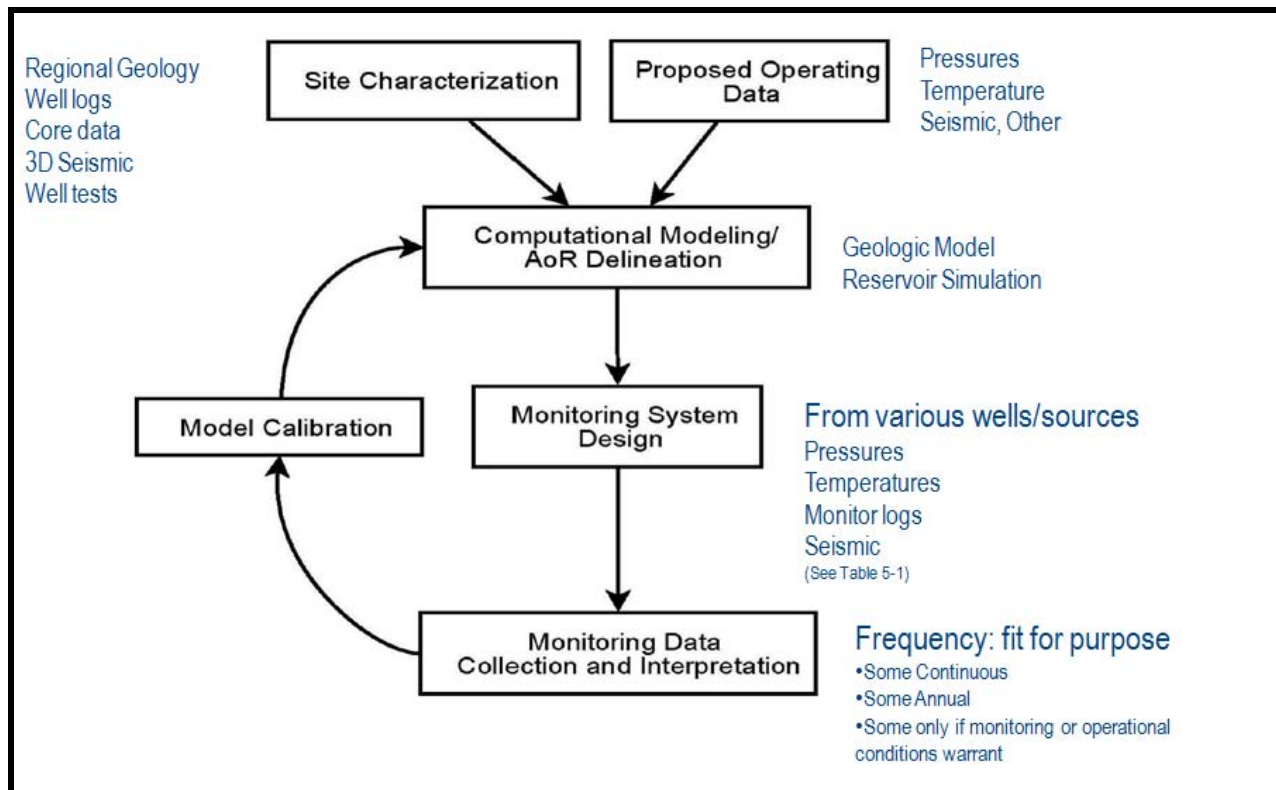 Regional Geology
Well logs
Core data
3D Seismic
Well tests
Site Characterization
Proposed Operating
Data
Pressures
Temperature
Seismic, Other
Computational Modeling/
AoR Delineation
Geologic Model
Reservoir Simulation
Model Calibration
Monitoring System
Design
From various wells/sources
Pressures
Temperatures
Monitor logs
Seismic
(See Table 5-1)
Monitoring Data
Collection and Interpretation
Frequency: fit for purpose
•Some Continuous
•Some Annual
•Some only if monitoring or operational
conditions warrant